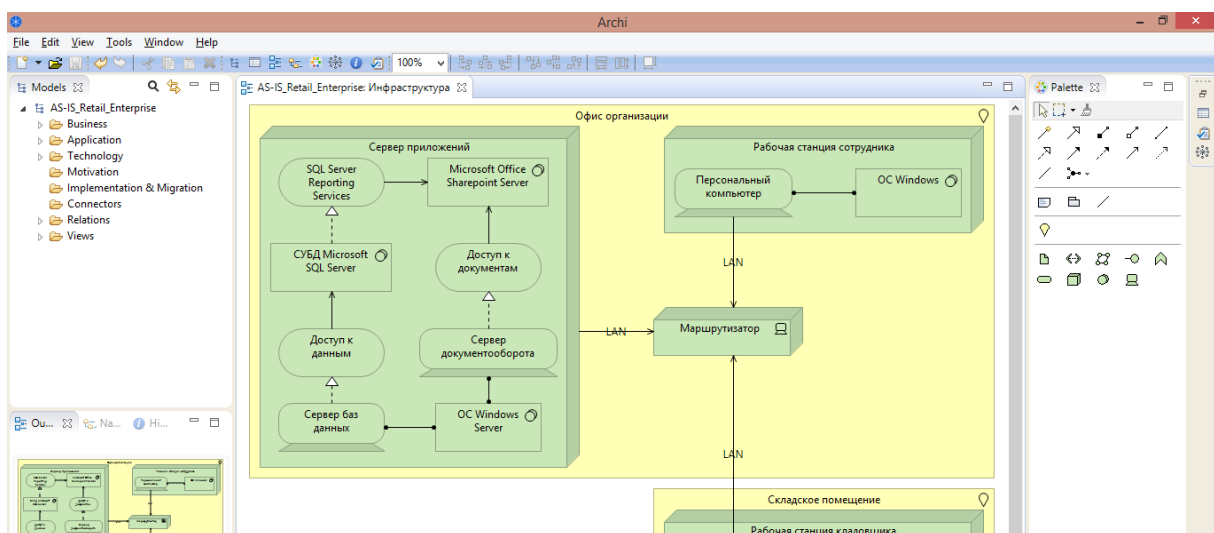 Archi
File Edit View Tools Window Help
100%
Models
AS-IS_Retail_Enterprise
Business
Application
Technology
Motivation
Implementation & Migration
Connectors
Relations
Views
Ou...
Na...
Hi...
AS-IS_Retail_Enterprise: Инфраструктура
Офис организации
Сервер приложений
SQL Server
Reporting
Services
Microsoft Office
Sharepoint Server
СУБД Microsoft
SQL Server
Доступ к
документам
Доступ к
данным
Сервер
документооборота
Сервер баз
данных
ОС Windows
Server
Рабочая станция сотрудника
Персональный
компьютер
ОС Windows
LAN
LAN
Маршрутизатор
LAN
Складское помещение
Рабочая станция кладовщика
Palette